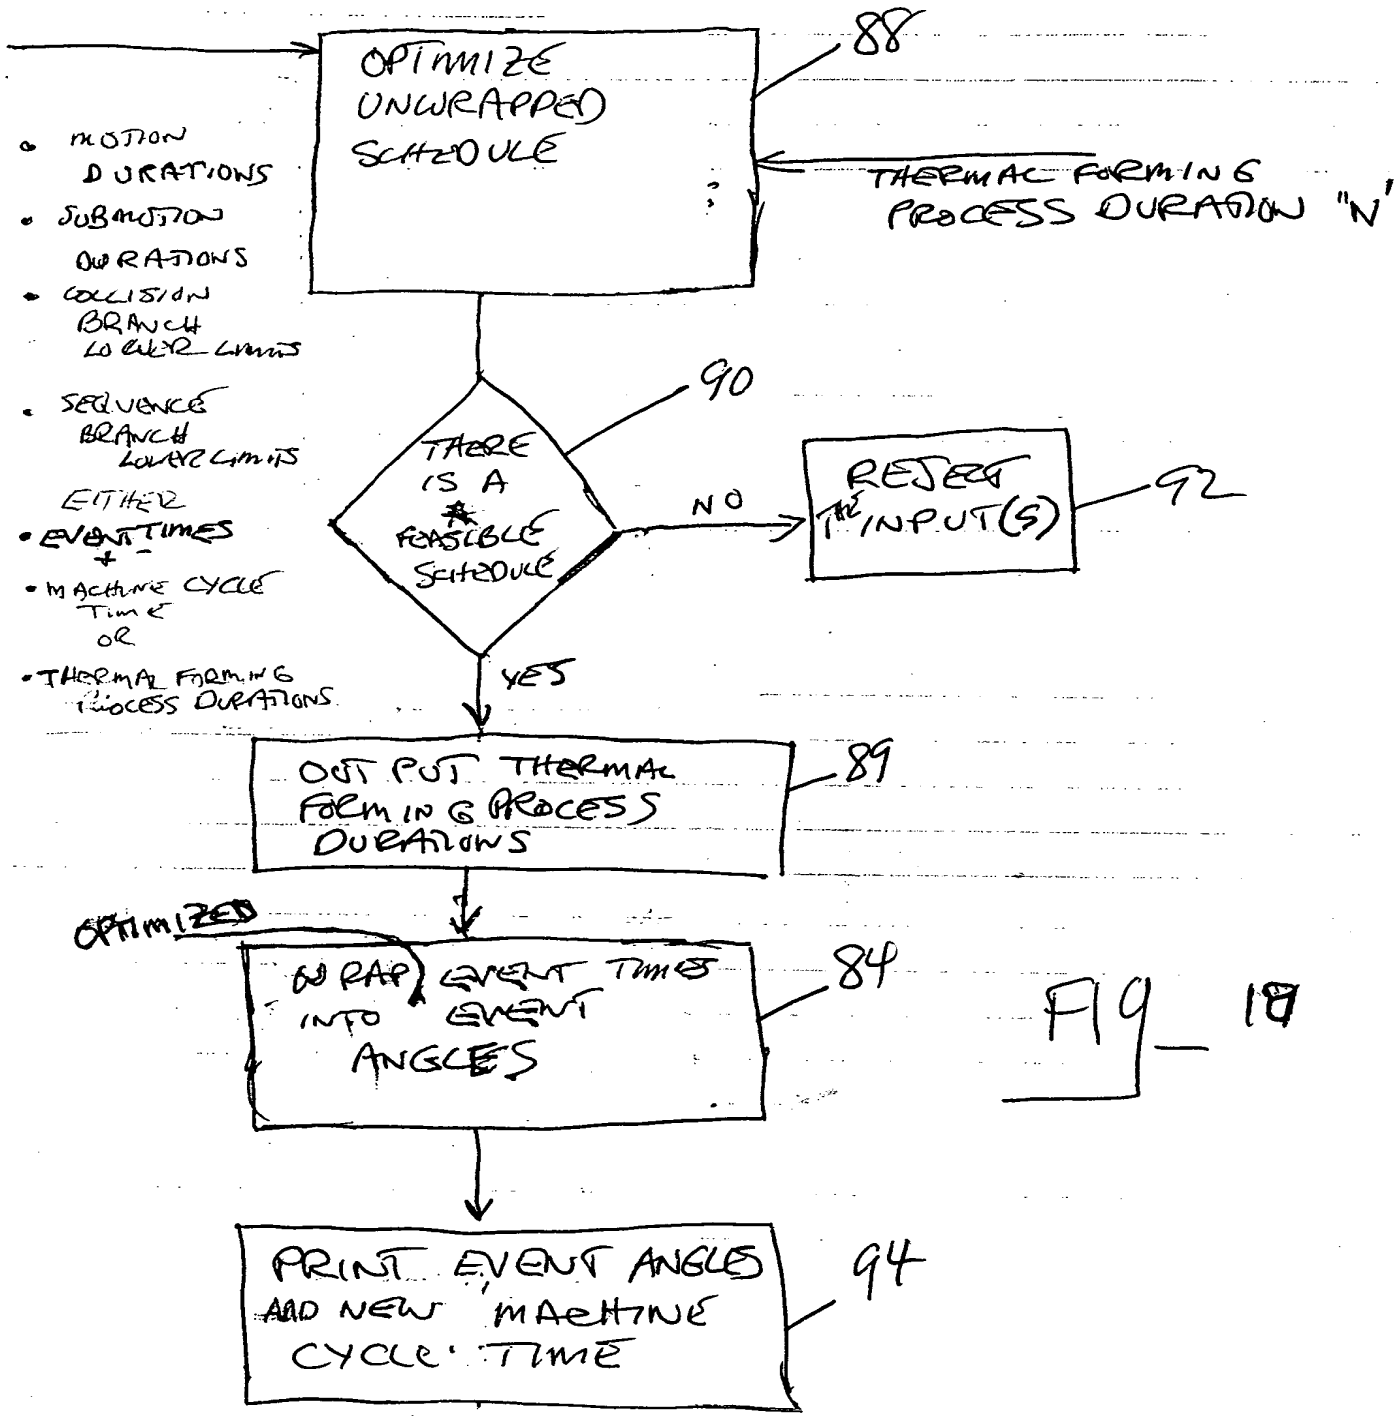 OPTIMIZE
UNWRAPPED
SCHEDULE
88
THERMAL FORMING
PROCESS DURATION "N'
• MOTION
DURATIONS
• SUBMOTION
DURATIONS
• COLLISION
BRANCH
LOWER LIMITS
• SEQUENCE
BRANCH
LOWER LIMITS
EITHER
• EVENT TIMES
+
• MACHINE CYCLE
TIME
OR
• THERMAL FORMING
PROCESS DURATIONS
90
THERE
IS A
FEASIBLE
SCHEDULE
NO
REJECT
THE INPUT(S)
92
YES
OUTPUT THERMAL
FORMING PROCESS
DURATIONS
89
OPTIMIZED
WRAP EVENT TIMES
INTO EVENT
ANGLES
84
FIG
PRINT EVENT ANGLES
AND NEW MACHINE
CYCLE TIME
94